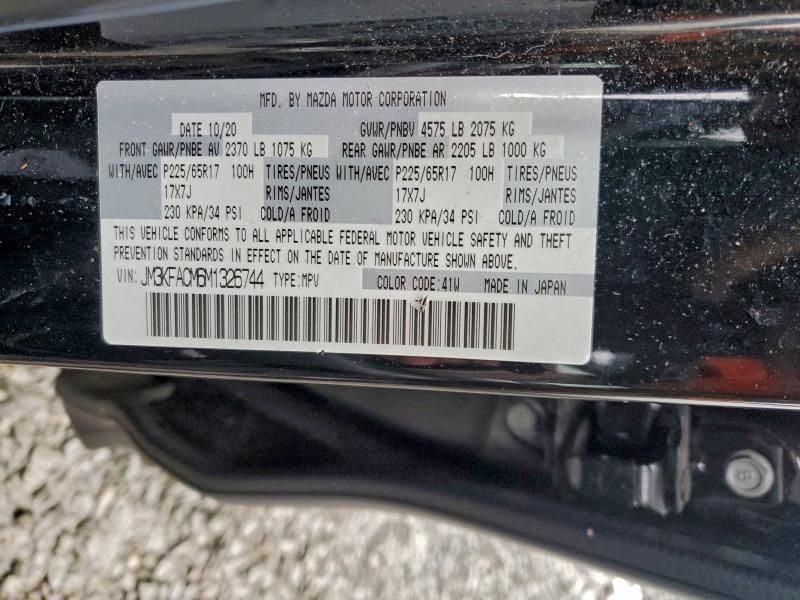 MFD. BY MAZDA MOTOR CORPORATION
DATE 10/20 GVWR/PNBV 4575 LB 2075 KG
FRONT GAWR/PNBE AV 2370 LB 1075 KG REAR GAWR/PNBE AR 2205 LB 1000 KG
WITH/AVEC P225/65R17 100H TIRES/PNEUS WITH/AVEC P225/65R17 100H TIRES/PNEUS
17X7J RIMS/JANTES 17X7J RIMS/JANTES
230 KPA/34 PSI COLD/A FROID 230 KPA/34 PSI COLD/A FROID
THIS VEHICLE CONFORMS TO ALL APPLICABLE FEDERAL MOTOR VEHICLE SAFETY AND THEFT
PREVENTION STANDARDS IN EFFECT ON THE DATE OF MANUFACTURE SHOWN ABOVE.
VIN: JM3KFACM6M1326744 TYPE:MPV COLOR CODE:41W MADE IN JAPAN